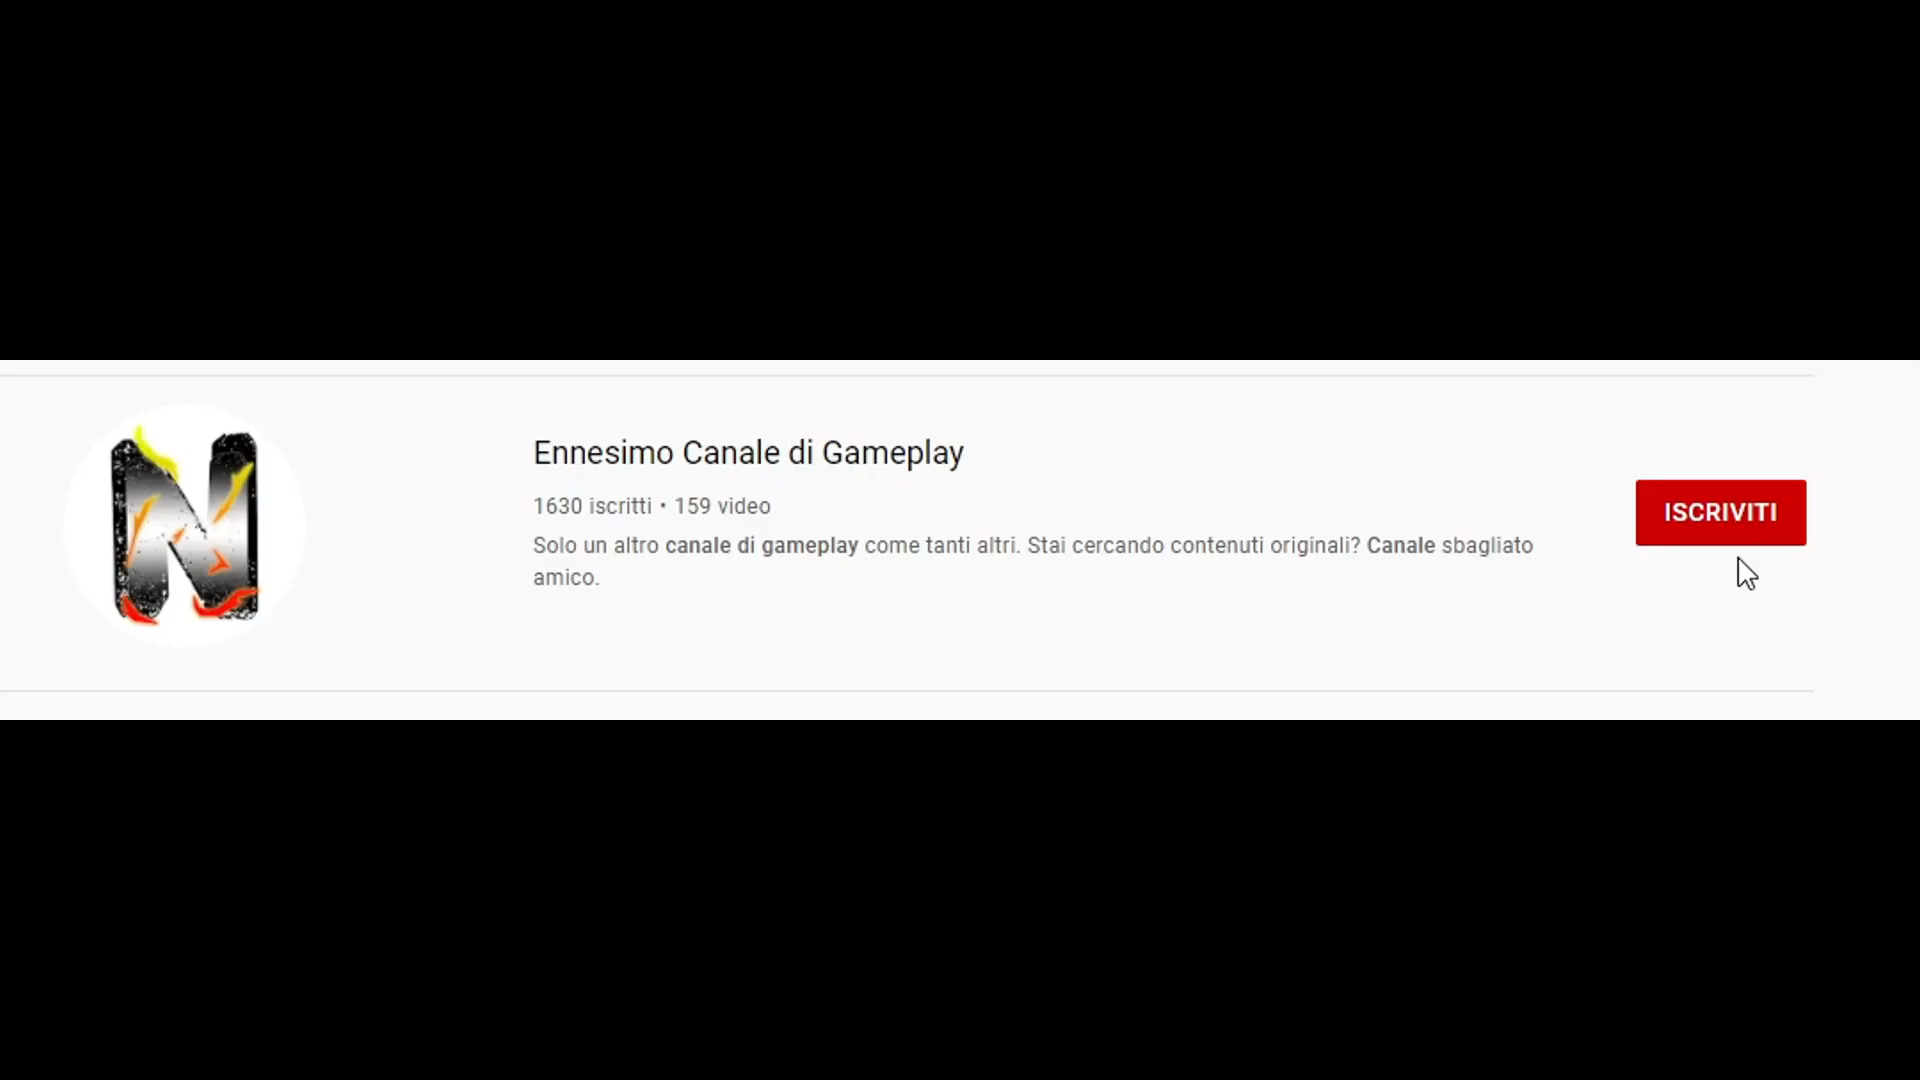 N
Ennesimo Canale di Gameplay
1630 iscritti • 159 video
Solo un altro canale di gameplay come tanti altri. Stai cercando contenuti originali? Canale sbagliato
amico.
ISCRIVITI